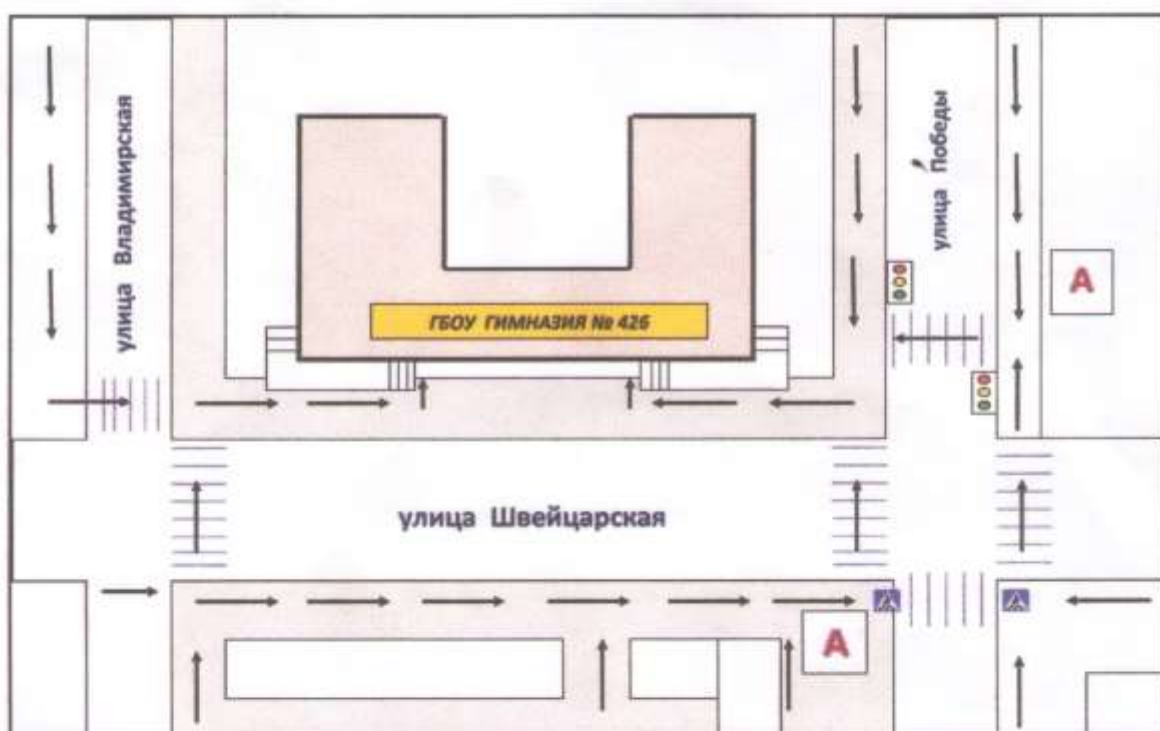 улица Владимирская
улица Победы
А
ГБОУ ГИМНАЗИЯ № 426
улица Швейцарская
А